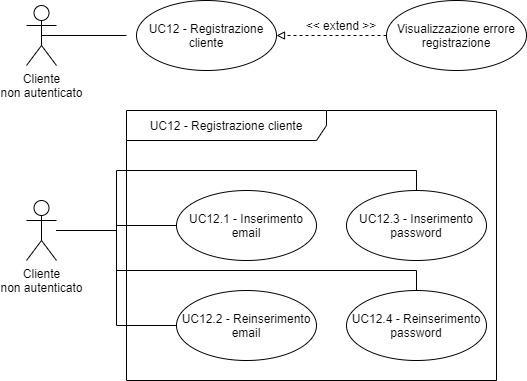 UC12 - Registrazione
cliente
<< extend >>
Visualizzazione errore
registrazione
Cliente
non autenticato
UC12 - Registrazione cliente
UC12.1 - Inserimento
email
UC12.3 - Inserimento
password
Cliente
non autenticato
UC12.2 - Reinserimento
email
UC12.4 - Reinserimento
password